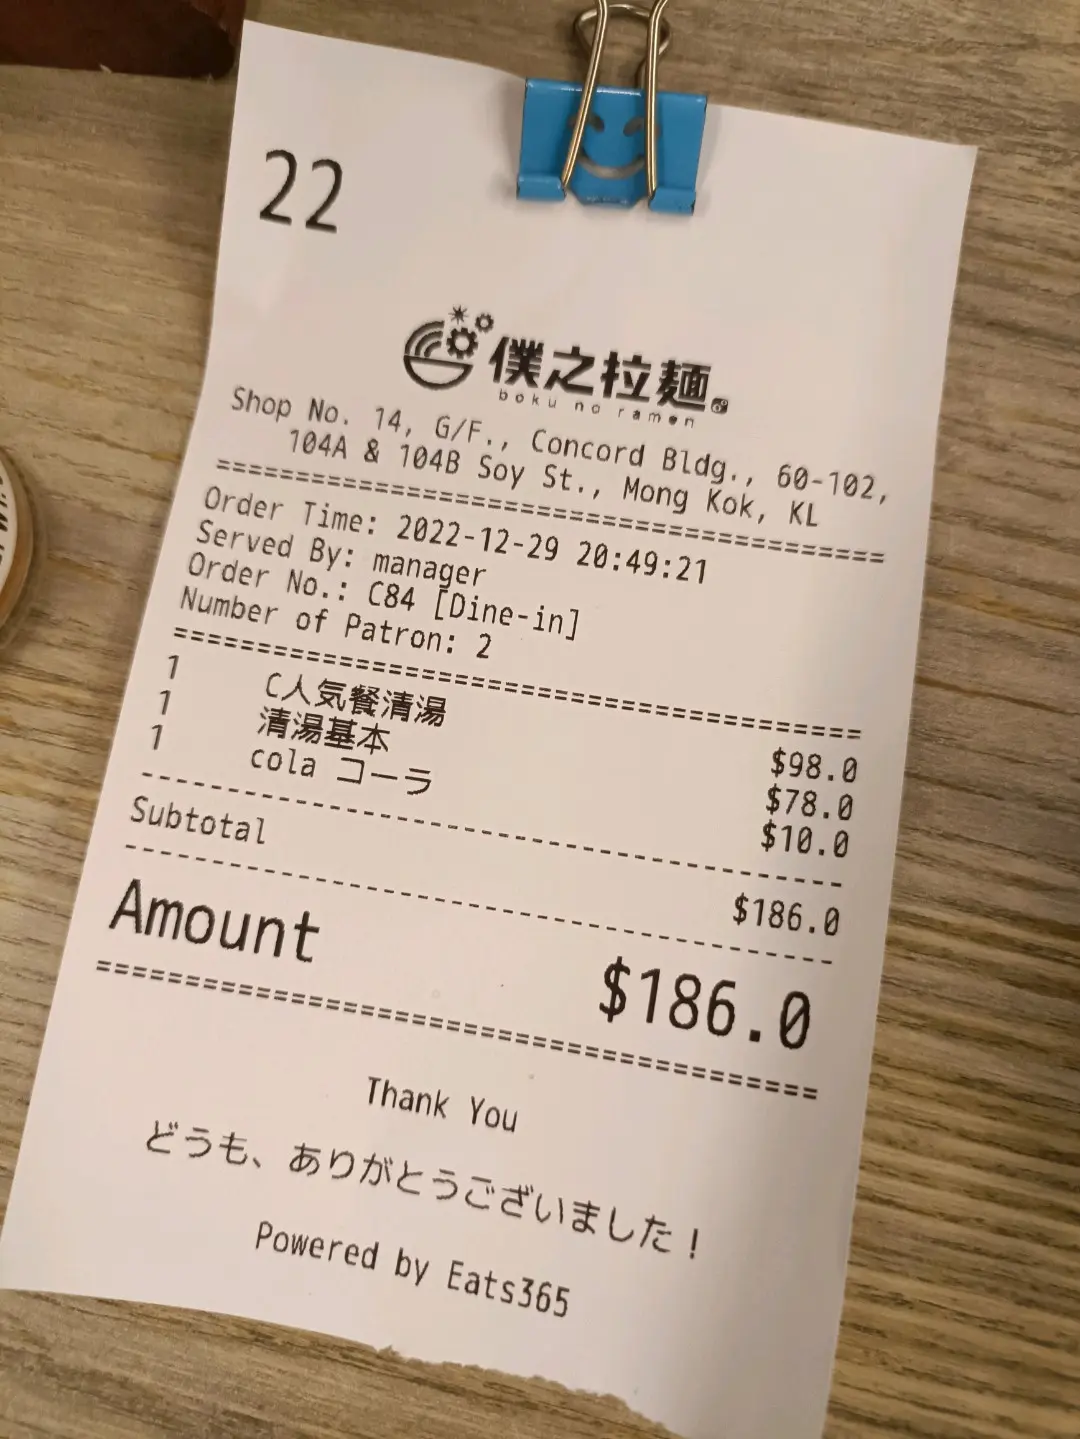 22
僕之拉麺
boku no ramen
Shop No. 14, G/F., Concord Bldg., 60-102,
104A & 104B Soy St., Mong Kok, KL
========================================
Order Time: 2022-12-29 20:49:21
Served By: manager
Order No.: C84 [Dine-in]
Number of Patron: 2
========================================
1 C人気餐清湯 $98.0
1 清湯基本 $78.0
1 cola コーラ $10.0
----------------------------------------
Subtotal $186.0
----------------------------------------
Amount $186.0
========================================
Thank You
どうも、ありがとうございました！
Powered by Eats365